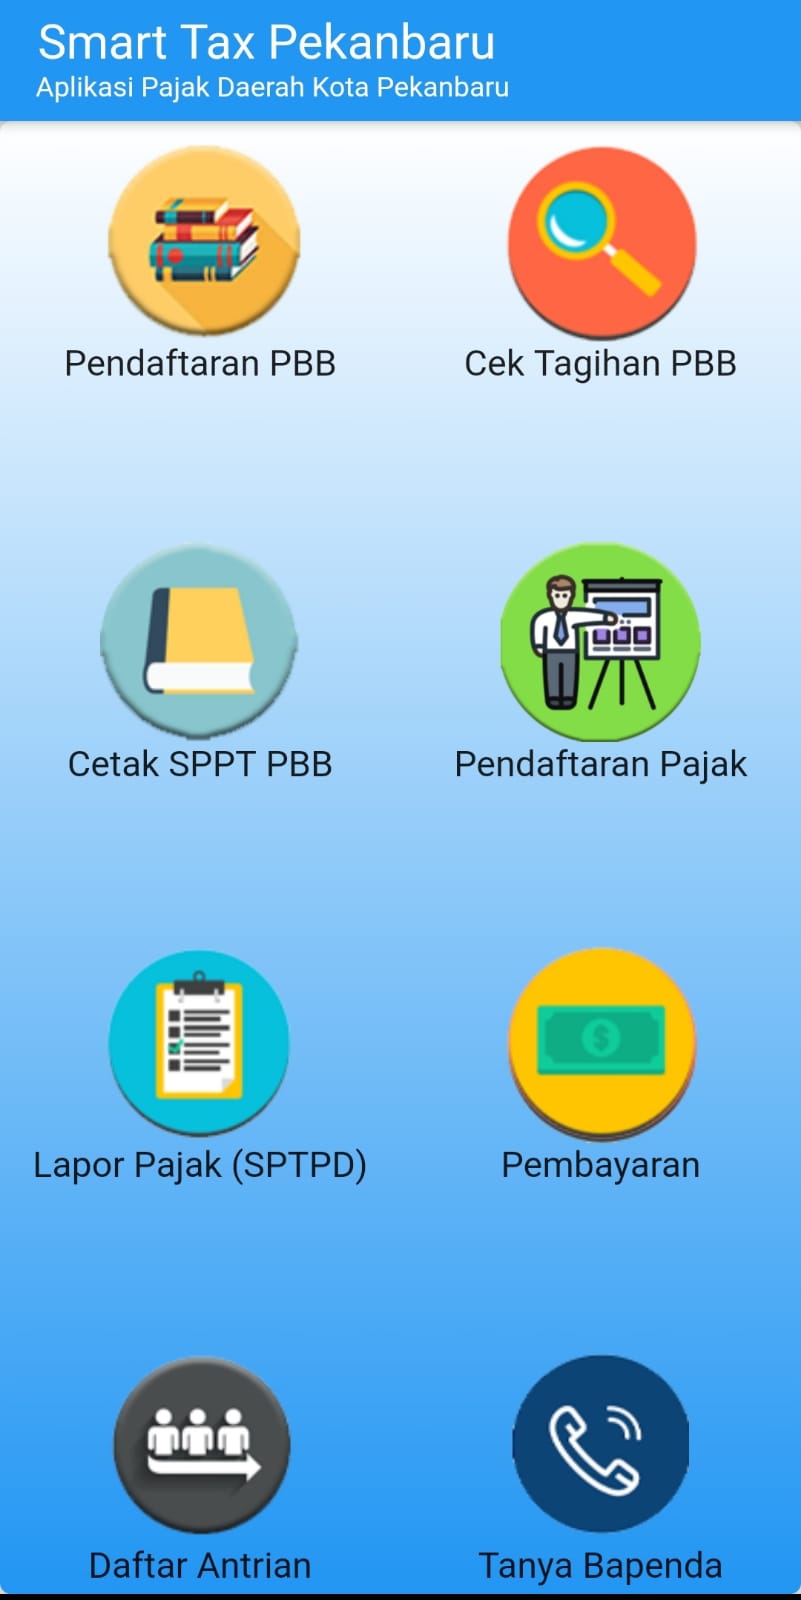 Smart Tax Pekanbaru
Aplikasi Pajak Daerah Kota Pekanbaru
Pendaftaran PBB
Cek Tagihan PBB
Cetak SPPT PBB
Pendaftaran Pajak
Lapor Pajak (SPTPD)
Pembayaran
Daftar Antrian
Tanya Bapenda